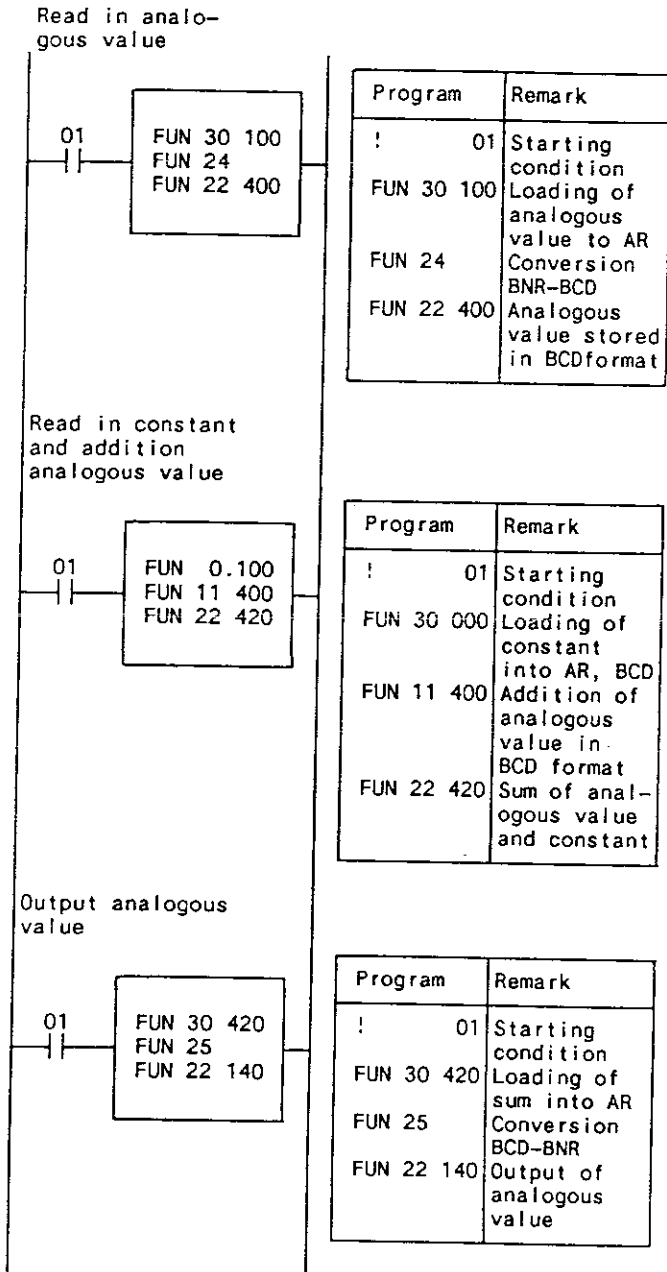 Read in analo-
gous value
01
FUN 30 100
FUN 24
FUN 22 400
Program Remark
! 01 Starting
condition
FUN 30 100 Loading of
analogous
value to AR
FUN 24 Conversion
BNR-BCD
FUN 22 400 Analogous
value stored
in BCDformat
Read in constant
and addition
analogous value
01
FUN 0.100
FUN 11 400
FUN 22 420
Program Remark
! 01 Starting
condition
FUN 30 000 Loading of
constant
into AR, BCD
FUN 11 400 Addition of
analogous
value in
BCD format
FUN 22 420 Sum of anal-
ogous value
and constant
Output analogous
value
01
FUN 30 420
FUN 25
FUN 22 140
Program Remark
! 01 Starting
condition
FUN 30 420 Loading of
sum into AR
FUN 25 Conversion
BCD-BNR
FUN 22 140 Output of
analogous
value